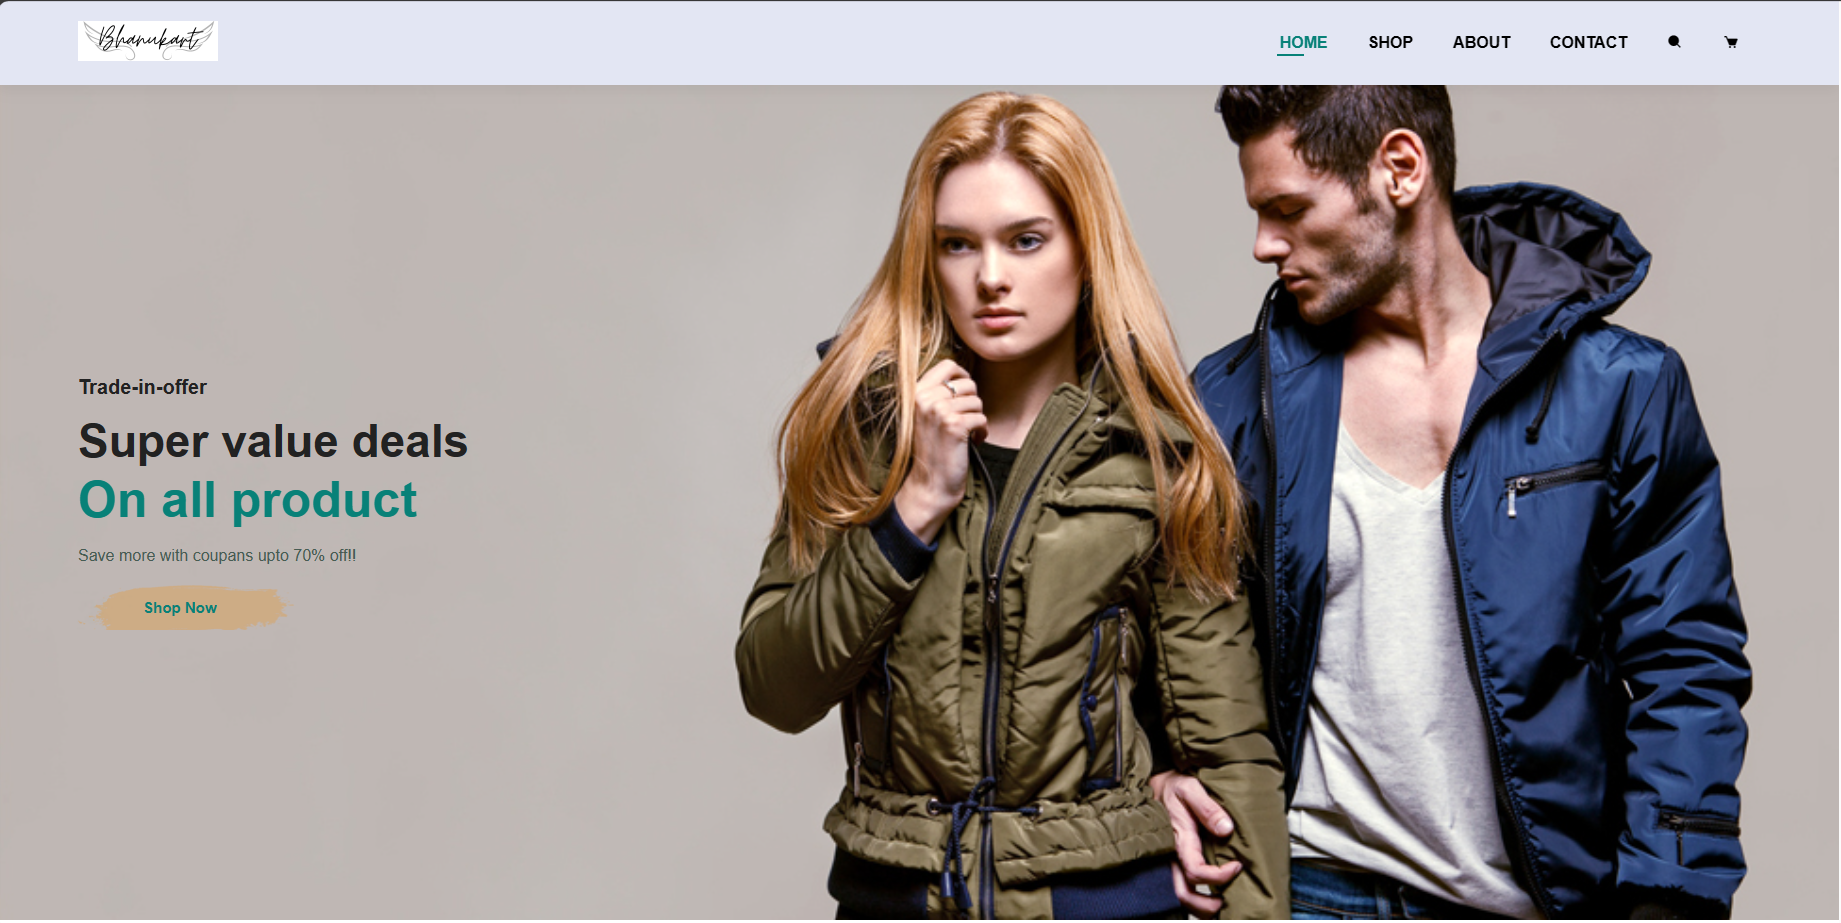 Bhanukart
HOME SHOP ABOUT CONTACT
Trade-in-offer
Super value deals
On all product
Save more with coupans upto 70% off!!
Shop Now